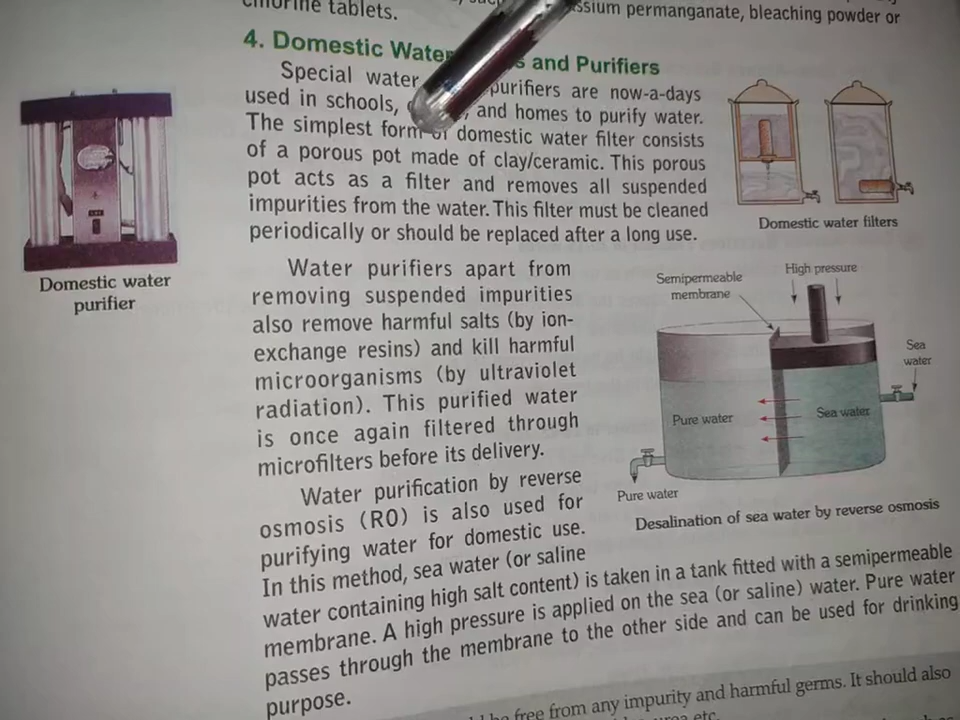 chlorine tablets.
ssium permanganate, bleaching powder or
4. Domestic Water s and Purifiers
Special water purifiers are now-a-days
used in schools, , and homes to purify water.
The simplest form of domestic water filter consists
of a porous pot made of clay/ceramic. This porous
pot acts as a filter and removes all suspended
impurities from the water. This filter must be cleaned
periodically or should be replaced after a long use.
Domestic water filters
Domestic water
purifier
Water purifiers apart from
removing suspended impurities
also remove harmful salts (by ion-
exchange resins) and kill harmful
microorganisms (by ultraviolet
radiation). This purified water
is once again filtered through
microfilters before its delivery.
Semipermeable
membrane
High pressure
Sea
water
Pure water
Sea water
Pure water
Desalination of sea water by reverse osmosis
Water purification by reverse
osmosis (RO) is also used for
purifying water for domestic use.
In this method, sea water (or saline
water containing high salt content) is taken in a tank fitted with a semipermeable
membrane. A high pressure is applied on the sea (or saline) water. Pure water
passes through the membrane to the other side and can be used for drinking
purpose.
be free from any impurity and harmful germs. It should also
etc.